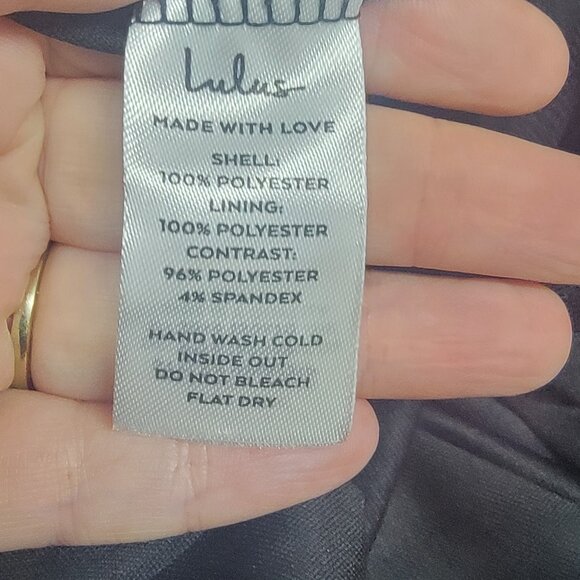 Lulus
MADE WITH LOVE
SHELL:
100% POLYESTER
LINING:
100% POLYESTER
CONTRAST:
96% POLYESTER
4% SPANDEX
HAND WASH COLD
INSIDE OUT
DO NOT BLEACH
FLAT DRY